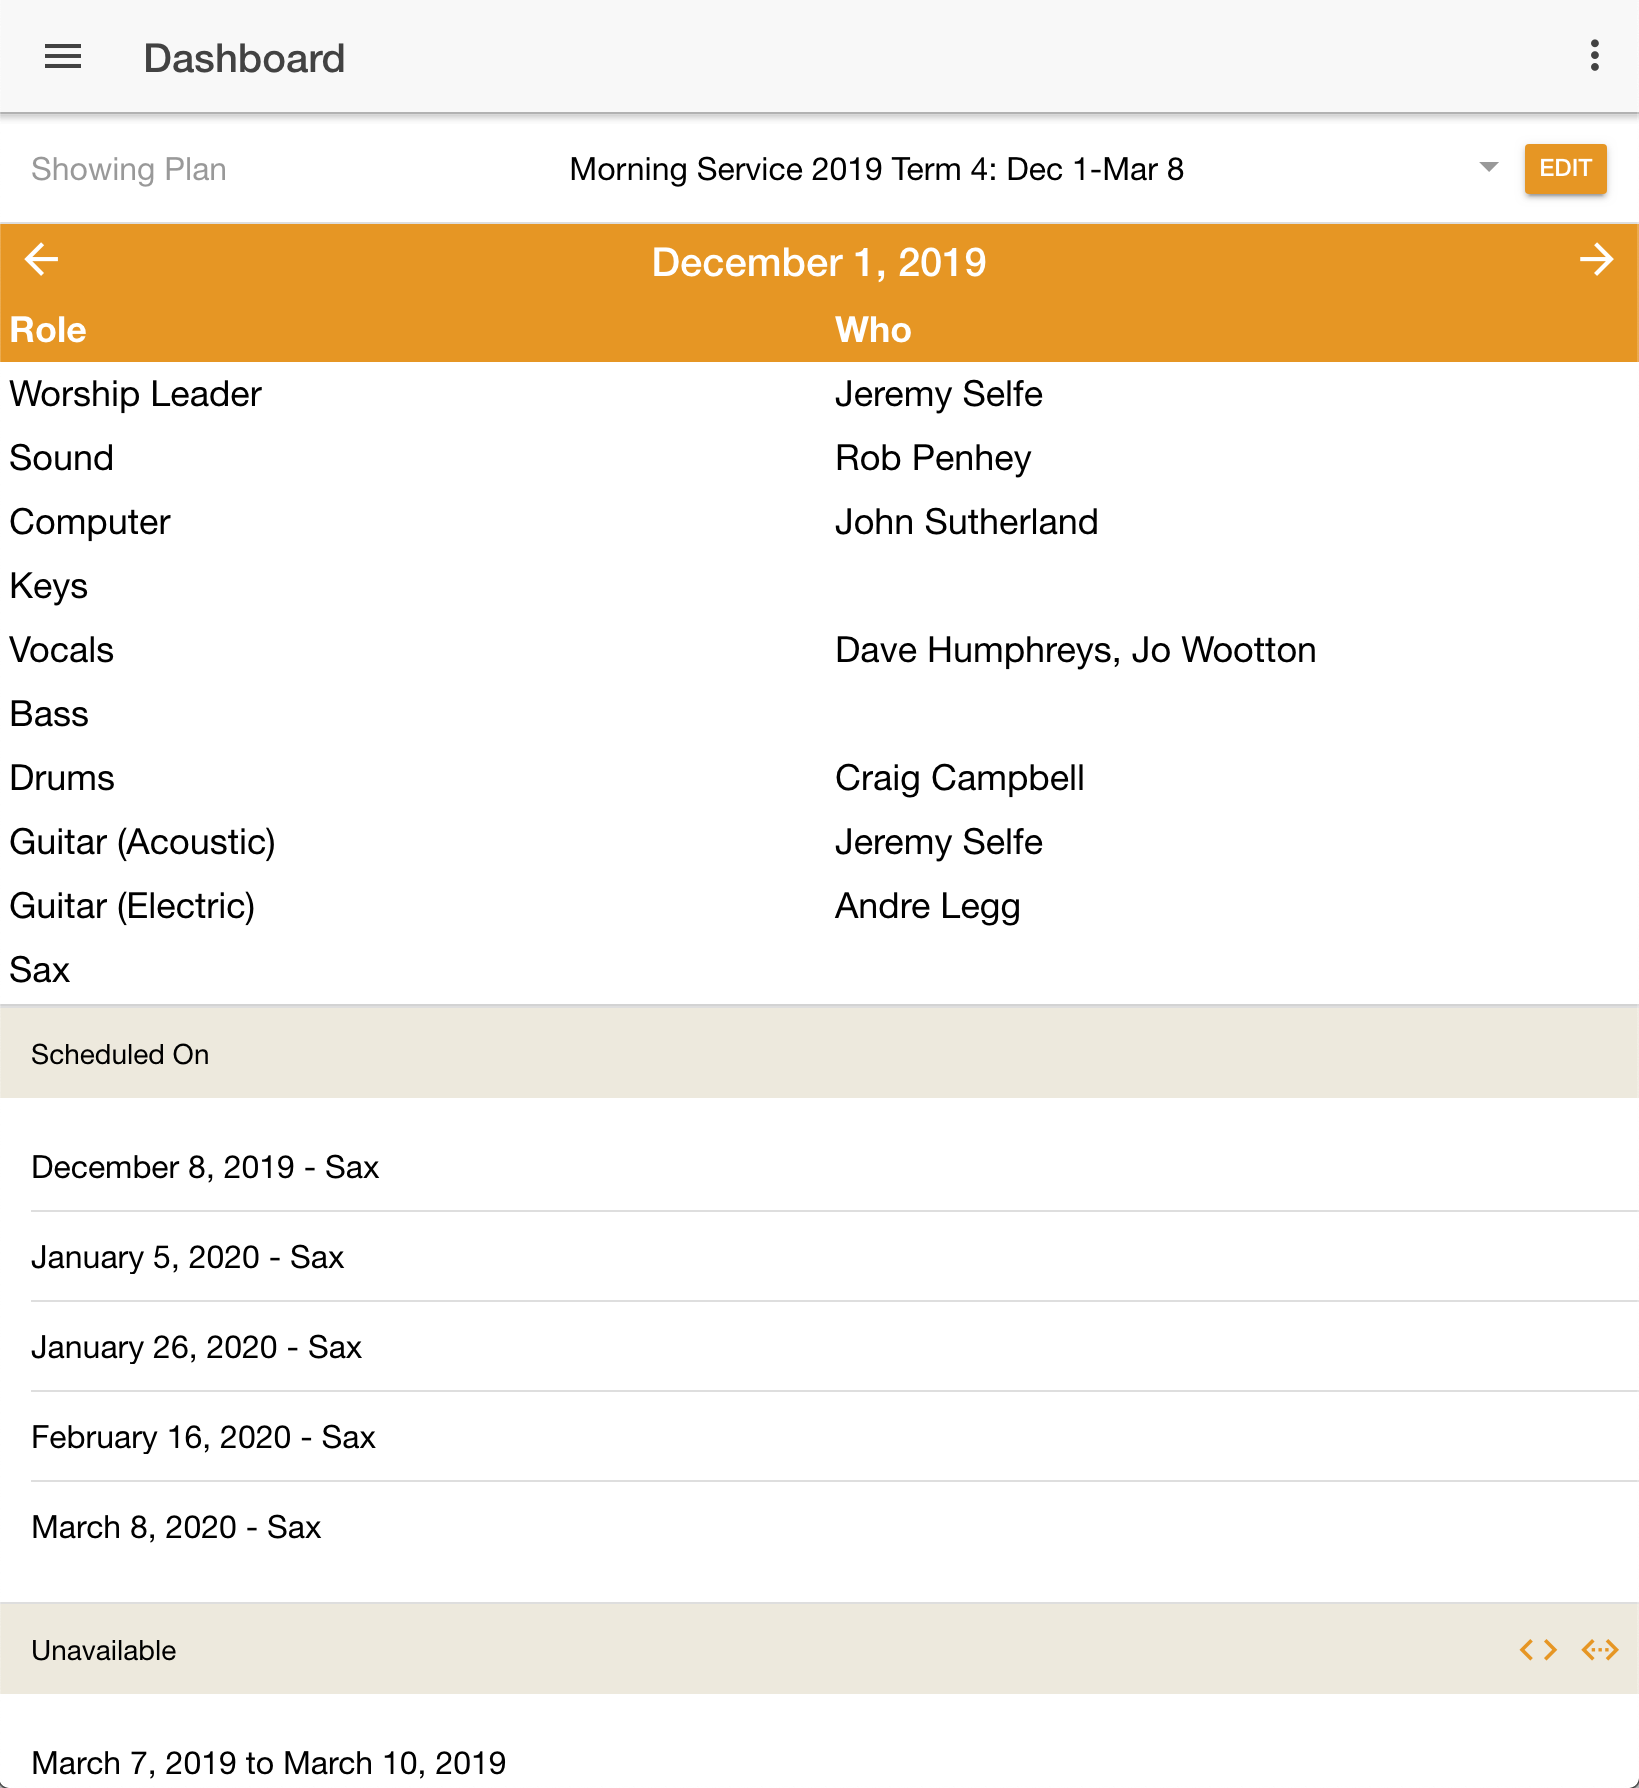 Dashboard
Showing Plan Morning Service 2019 Term 4: Dec 1-Mar 8 EDIT
December 1, 2019
Role Who
Worship Leader Jeremy Selfe
Sound Rob Penhey
Computer John Sutherland
Keys
Vocals Dave Humphreys, Jo Wootton
Bass
Drums Craig Campbell
Guitar (Acoustic) Jeremy Selfe
Guitar (Electric) Andre Legg
Sax
Scheduled On
December 8, 2019 - Sax
January 5, 2020 - Sax
January 26, 2020 - Sax
February 16, 2020 - Sax
March 8, 2020 - Sax
Unavailable
March 7, 2019 to March 10, 2019